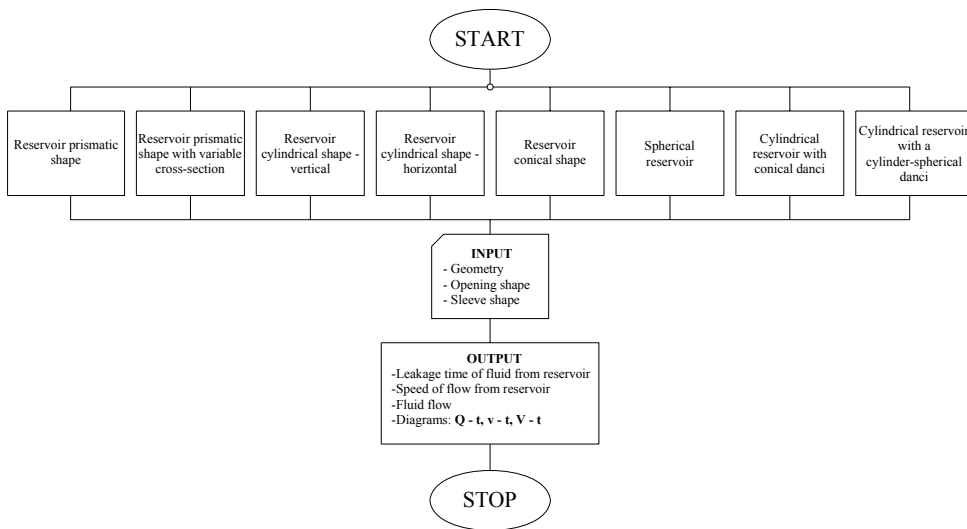 START
Reservoir prismatic
shape
Reservoir prismatic
shape with variable
cross-section
Reservoir
cylindrical shape -
vertical
Reservoir
cylindrical shape -
horizontal
Reservoir
conical shape
Spherical
reservoir
Cylindrical
reservoir with
conical danci
Cylindrical reservoir
with a
cylinder-spherical
danci
INPUT
- Geometry
- Opening shape
- Sleeve shape
OUTPUT
-Leakage time of fluid from reservoir
-Speed of flow from reservoir
-Fluid flow
-Diagrams: Q - t, v - t, V - t
STOP